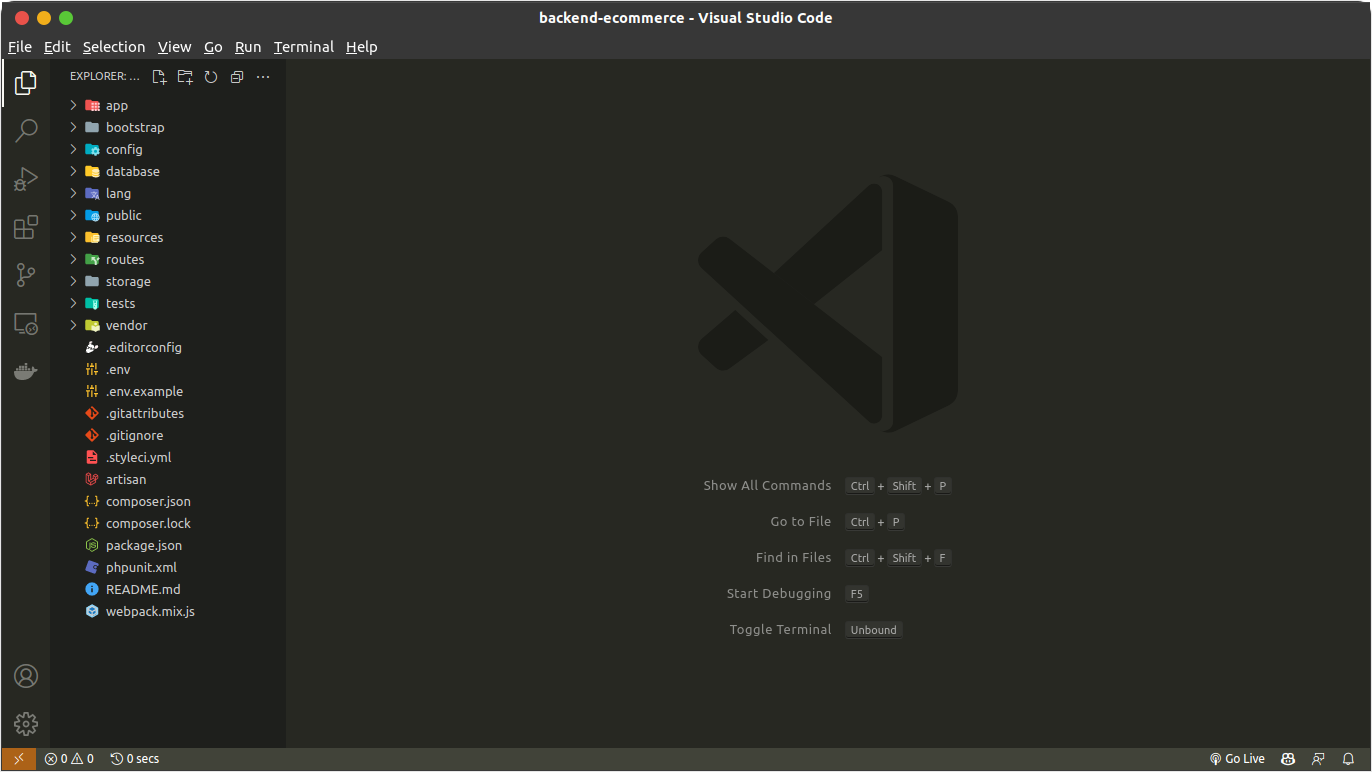 backend-ecommerce - Visual Studio Code
File Edit Selection View Go Run Terminal Help
EXPLORER: ...
app
bootstrap
config
database
lang
public
resources
routes
storage
tests
vendor
.editorconfig
.env
.env.example
.gitattributes
.gitignore
.styleci.yml
artisan
composer.json
composer.lock
package.json
phpunit.xml
README.md
webpack.mix.js
Show All Commands Ctrl + Shift + P
Go to File Ctrl + P
Find in Files Ctrl + Shift + F
Start Debugging F5
Toggle Terminal Unbound
0 0 0 secs Go Live